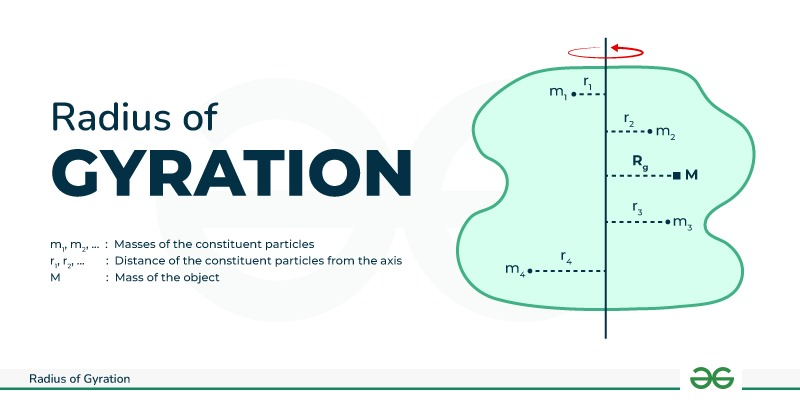 Radius of
GYRATION
m₁, m₂, ... : Masses of the constituent particles
r₁, r₂, ... : Distance of the constituent particles from the axis
M : Mass of the object
r₁
m₁
r₂
m₂
R₉ M
r₃
m₃
r₄
m₄
Radius of Gyration